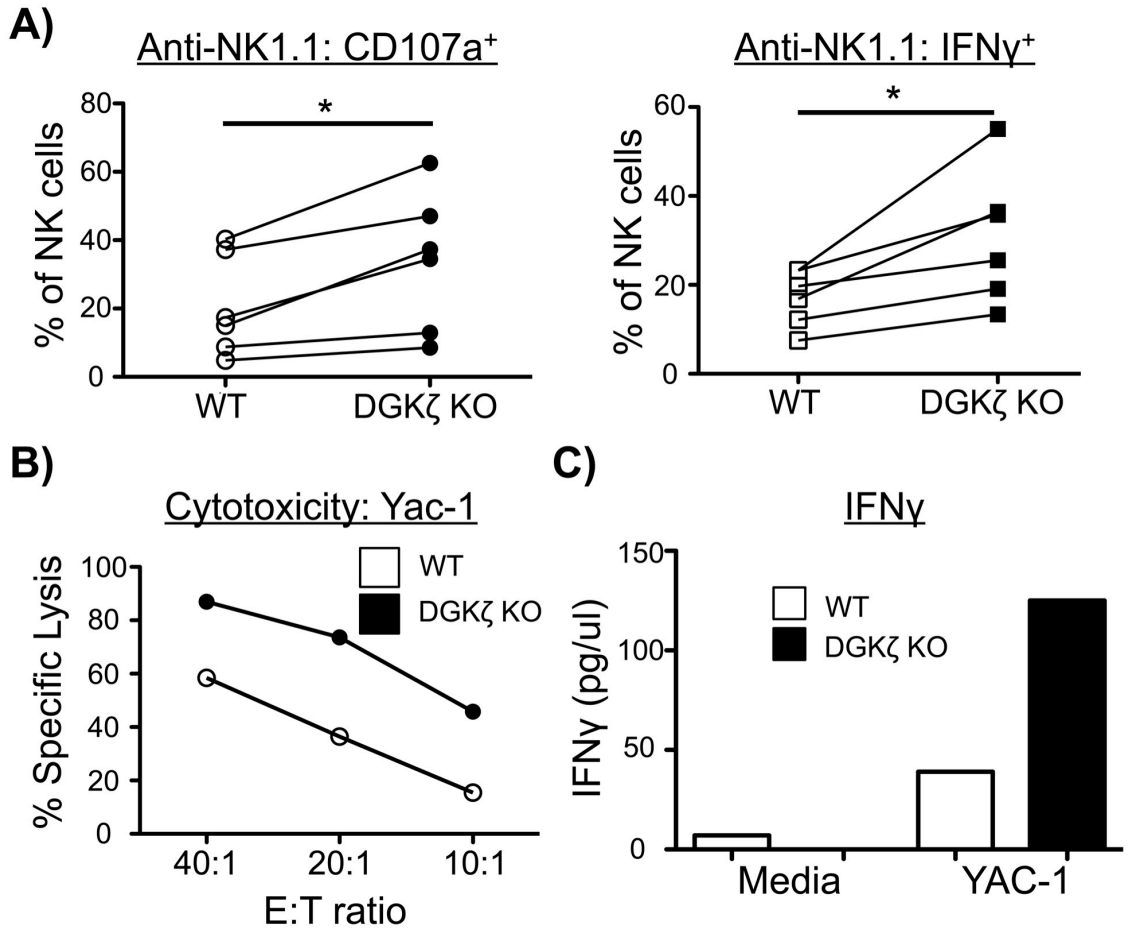 A)
Anti-NK1.1: CD107a⁺
% of NK cells
80
60
40
20
0
*
WT
DGKζ KO
Anti-NK1.1: IFNγ⁺
% of NK cells
60
40
20
0
*
WT
DGKζ KO
B)
Cytotoxicity: Yac-1
% Specific Lysis
100
80
60
40
20
0
WT
DGKζ KO
40:1
20:1
10:1
E:T ratio
C)
IFNγ
IFNγ (pg/ul)
150
100
50
0
WT
DGKζ KO
Media
YAC-1